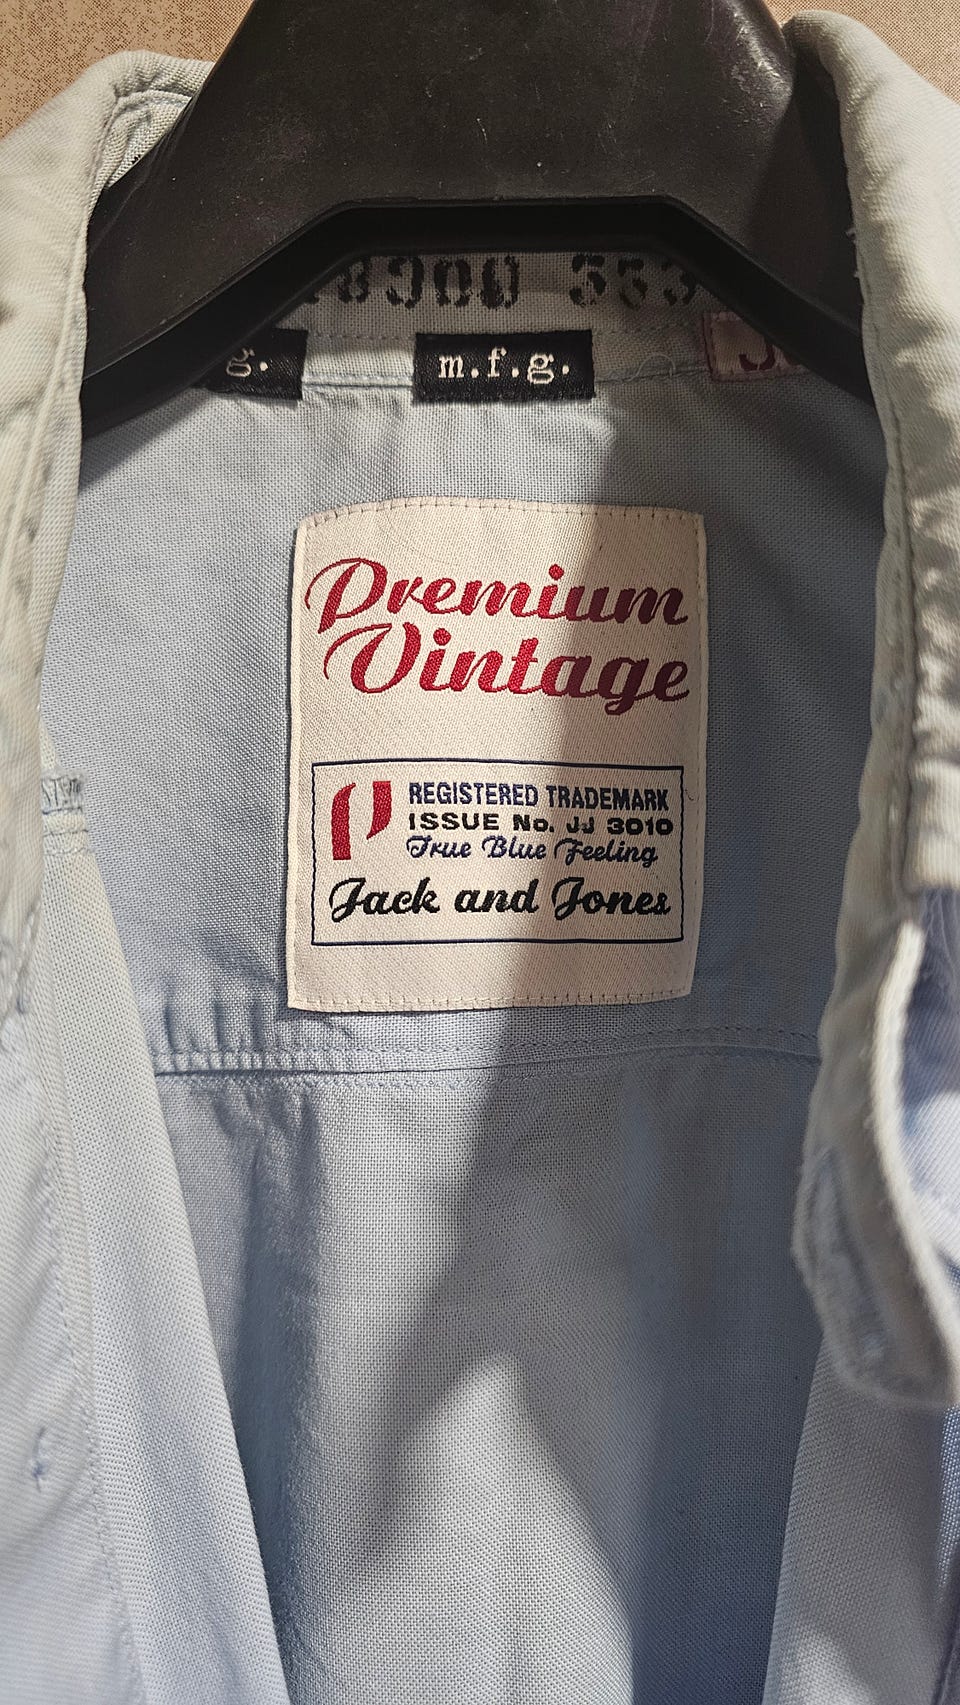 g.
m.f.g.
Premium
Vintage
REGISTERED TRADEMARK
ISSUE No. JJ 3010
True Blue Feeling
Jack and Jones